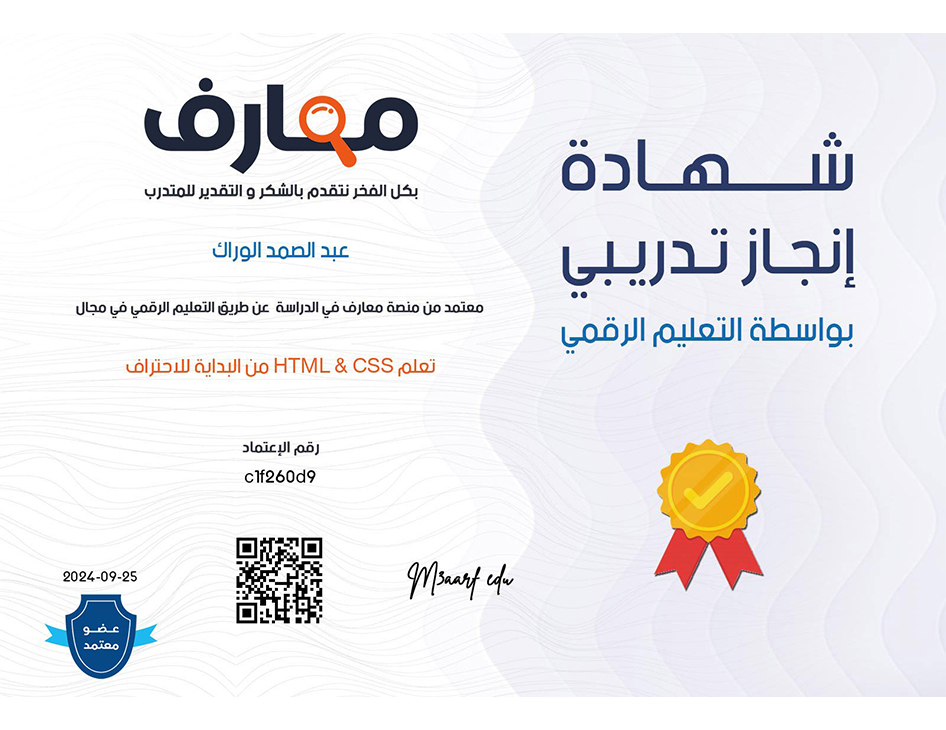 شهادة
إنجاز تدريبي
بواسطة التعليم الرقمي
معارف
بكل الفخر نتقدم بالشكر و التقدير للمتدرب
عبد الصمد الوراك
معتمد من منصة معارف في الدراسة عن طريق التعليم الرقمي في مجال
تعلم HTML & CSS من البداية للاحتراف
رقم الإعتماد
c1f260d9
2024-09-25
عضو
معتمد
M3aarf edu